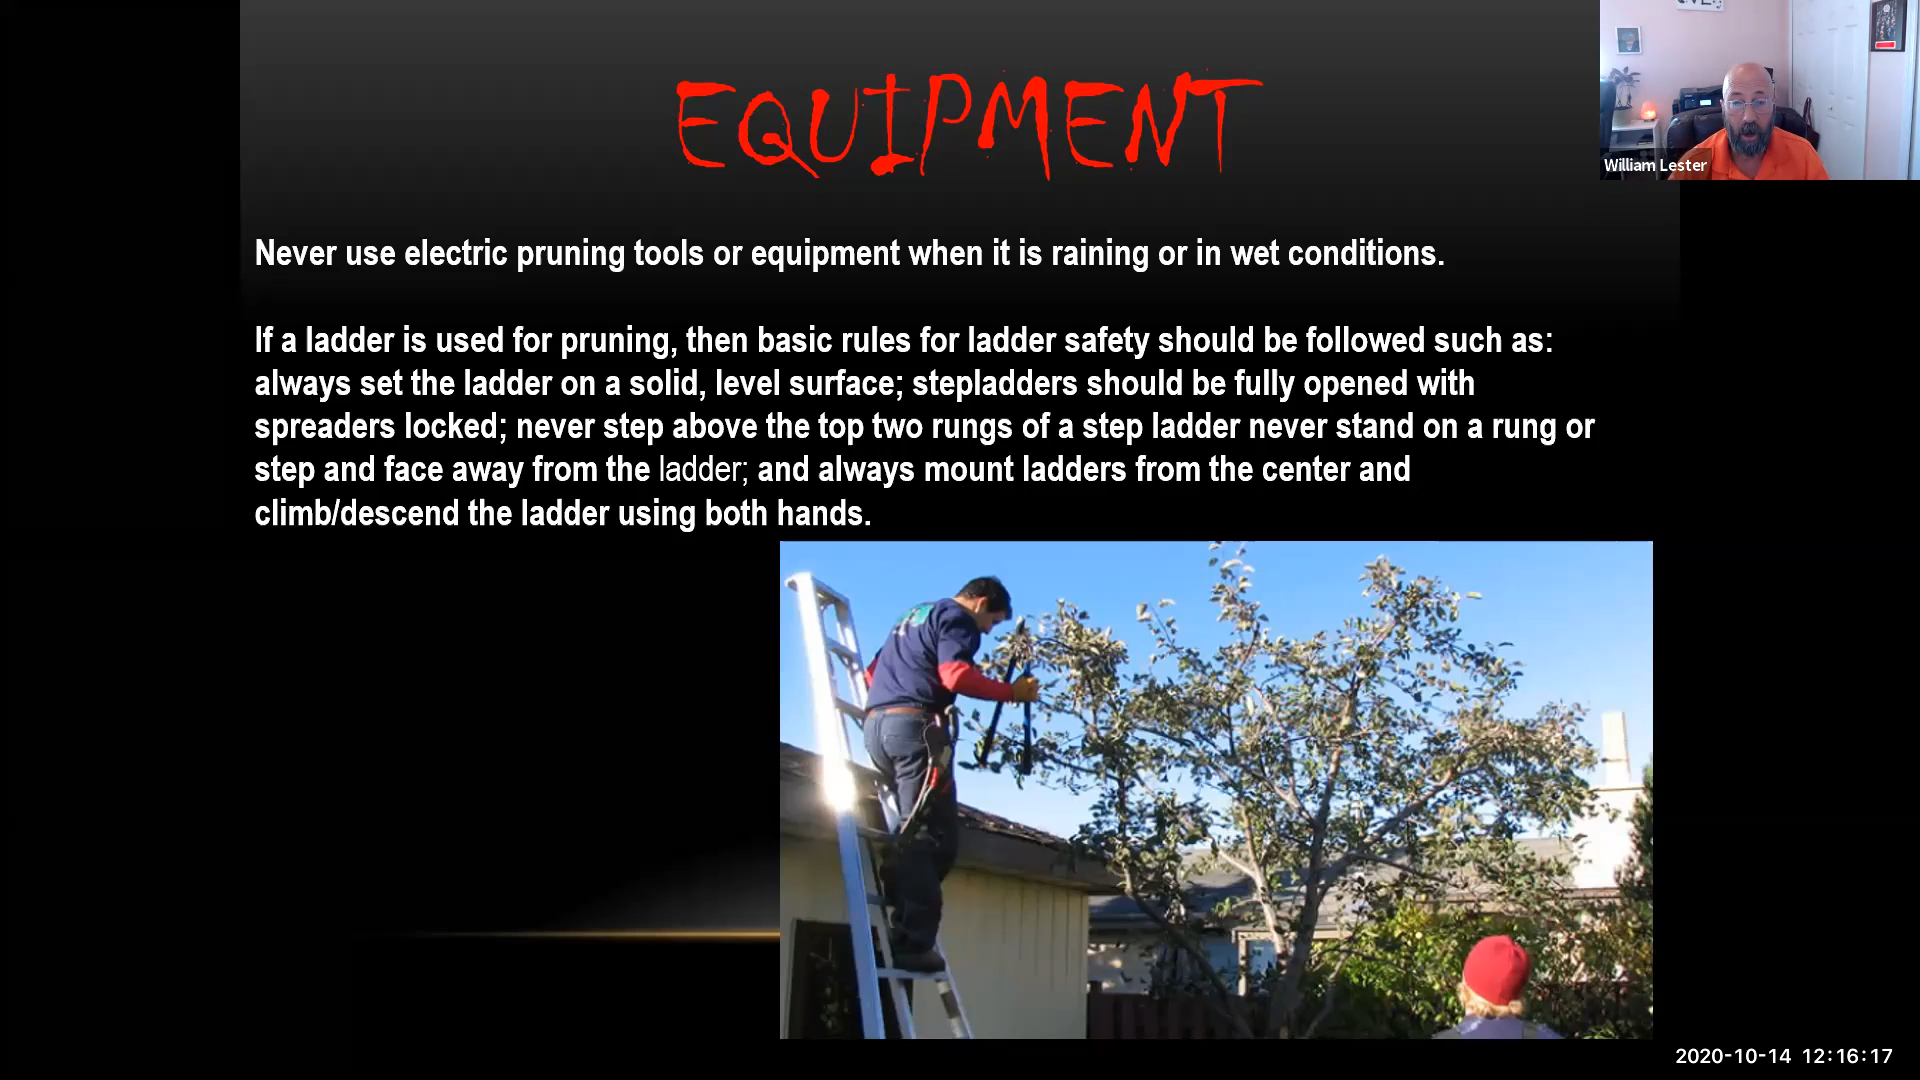 EQUIPMENT
William Lester
Never use electric pruning tools or equipment when it is raining or in wet conditions.
If a ladder is used for pruning, then basic rules for ladder safety should be followed such as:
always set the ladder on a solid, level surface; stepladders should be fully opened with
spreaders locked; never step above the top two rungs of a step ladder never stand on a rung or
step and face away from the ladder; and always mount ladders from the center and
climb/descend the ladder using both hands.
2020-10-14 12:16:17